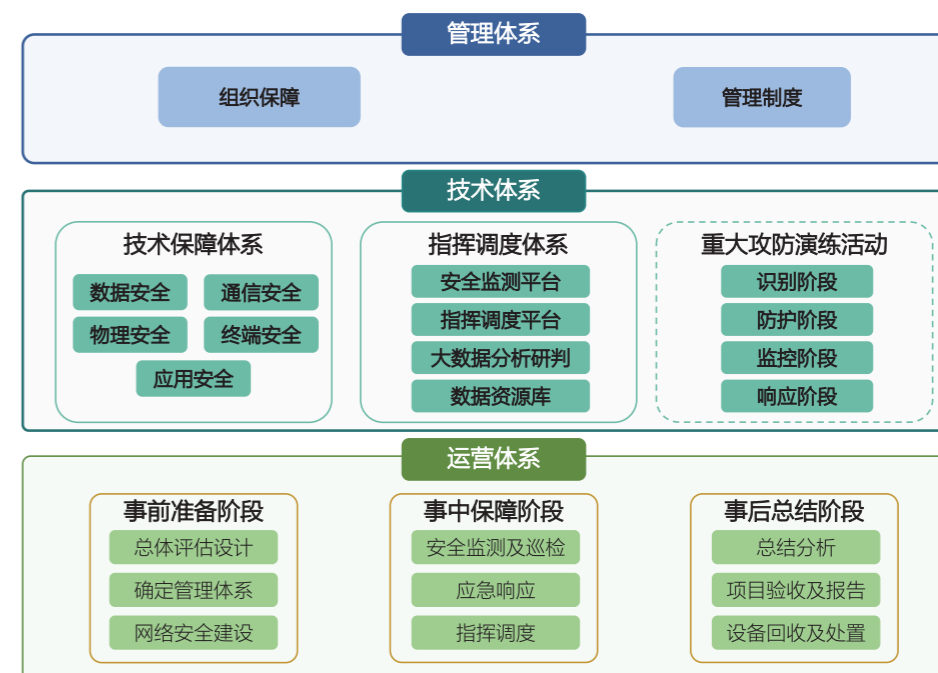 管理体系
组织保障
管理制度
技术体系
技术保障体系
数据安全
通信安全
物理安全
终端安全
应用安全
指挥调度体系
安全监测平台
指挥调度平台
大数据分析研判
数据资源库
重大攻防演练活动
识别阶段
防护阶段
监控阶段
响应阶段
运营体系
事前准备阶段
总体评估设计
确定管理体系
网络安全建设
事中保障阶段
安全监测及巡检
应急响应
指挥调度
事后总结阶段
总结分析
项目验收及报告
设备回收及处置